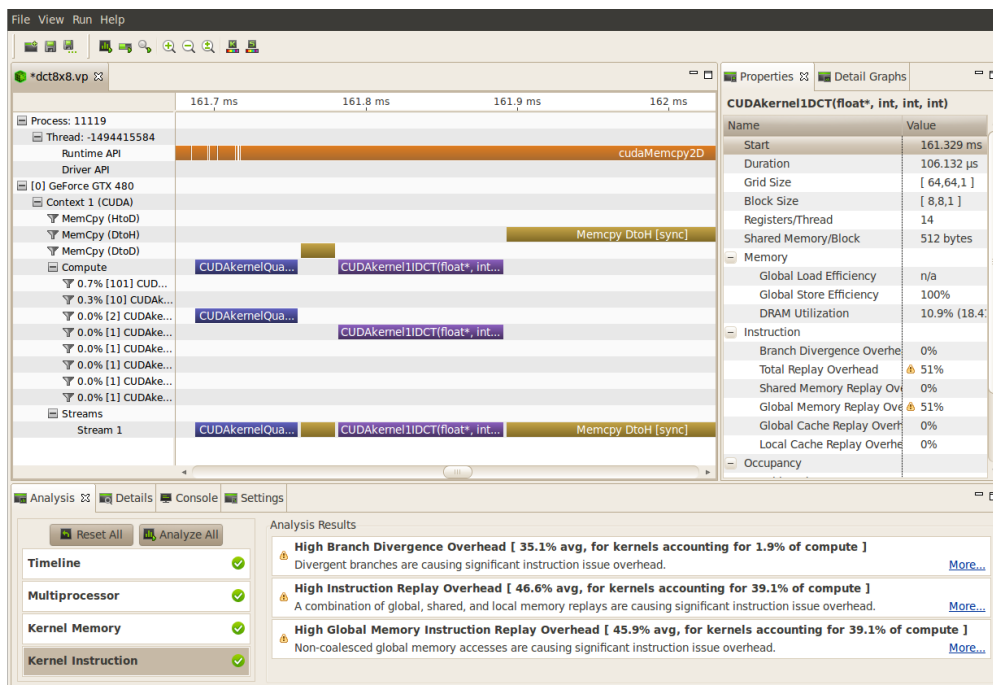 File View Run Help
*dct8x8.vp
161.7 ms 161.8 ms 161.9 ms 162 ms
Process: 11119
Thread: -1494415584
Runtime API cudaMemcpy2D
Driver API
[0] GeForce GTX 480
Context 1 (CUDA)
MemCpy (HtoD)
MemCpy (DtoH) Memcpy DtoH [sync]
MemCpy (DtoD)
Compute CUDAkernelQua... CUDAkernel1IDCT(float*, int...
0.7% [101] CUD...
0.3% [10] CUDAk...
0.0% [2] CUDAke... CUDAkernelQua...
0.0% [1] CUDAke... CUDAkernel1IDCT(float*, int...
0.0% [1] CUDAke...
0.0% [1] CUDAke...
0.0% [1] CUDAke...
0.0% [1] CUDAke...
Streams
Stream 1 CUDAkernelQua... CUDAkernel1IDCT(float*, int... Memcpy DtoH [sync]
Properties Detail Graphs
CUDAkernel1DCT(float*, int, int, int)
Name Value
Start 161.329 ms
Duration 106.132 µs
Grid Size [ 64,64,1 ]
Block Size [ 8,8,1 ]
Registers/Thread 14
Shared Memory/Block 512 bytes
Memory
Global Load Efficiency n/a
Global Store Efficiency 100%
DRAM Utilization 10.9% (18.4
Instruction
Branch Divergence Overhe 0%
Total Replay Overhead 51%
Shared Memory Replay Ov 0%
Global Memory Replay Ove 51%
Global Cache Replay Overh 0%
Local Cache Replay Overhe 0%
Occupancy
Analysis Details Console Settings
Reset All Analyze All
Timeline
Multiprocessor
Kernel Memory
Kernel Instruction
Analysis Results
High Branch Divergence Overhead [ 35.1% avg, for kernels accounting for 1.9% of compute ]
Divergent branches are causing significant instruction issue overhead. More...
High Instruction Replay Overhead [ 46.6% avg, for kernels accounting for 39.1% of compute ]
A combination of global, shared, and local memory replays are causing significant instruction issue overhead. More...
High Global Memory Instruction Replay Overhead [ 45.9% avg, for kernels accounting for 39.1% of compute ]
Non-coalesced global memory accesses are causing significant instruction issue overhead. More...